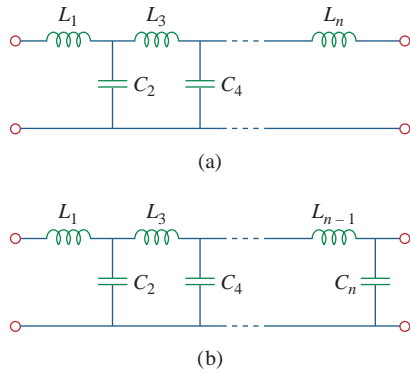 L₁ L₃ Lₙ
C₂ C₄
(a)
L₁ L₃ Lₙ₋₁
C₂ C₄ Cₙ
(b)